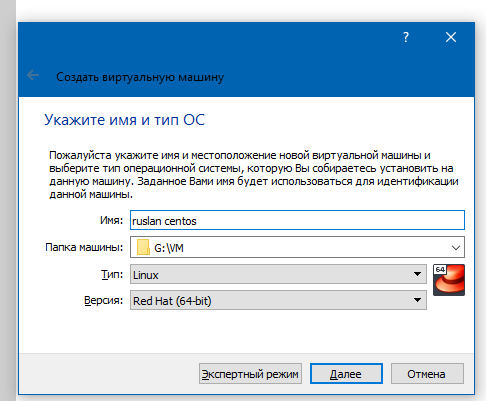 ?
Создать виртуальную машину
Укажите имя и тип ОС
Пожалуйста укажите имя и местоположение новой виртуальной машины и
выберите тип операционной системы, которую Вы собираетесь установить на
данную машину. Заданное Вами имя будет использоваться для идентификации
данной машины.
Имя: ruslan centos
Папка машины: G:\VM
Тип: Linux
64
Версия: Red Hat (64-bit)
Экспертный режим Далее Отмена